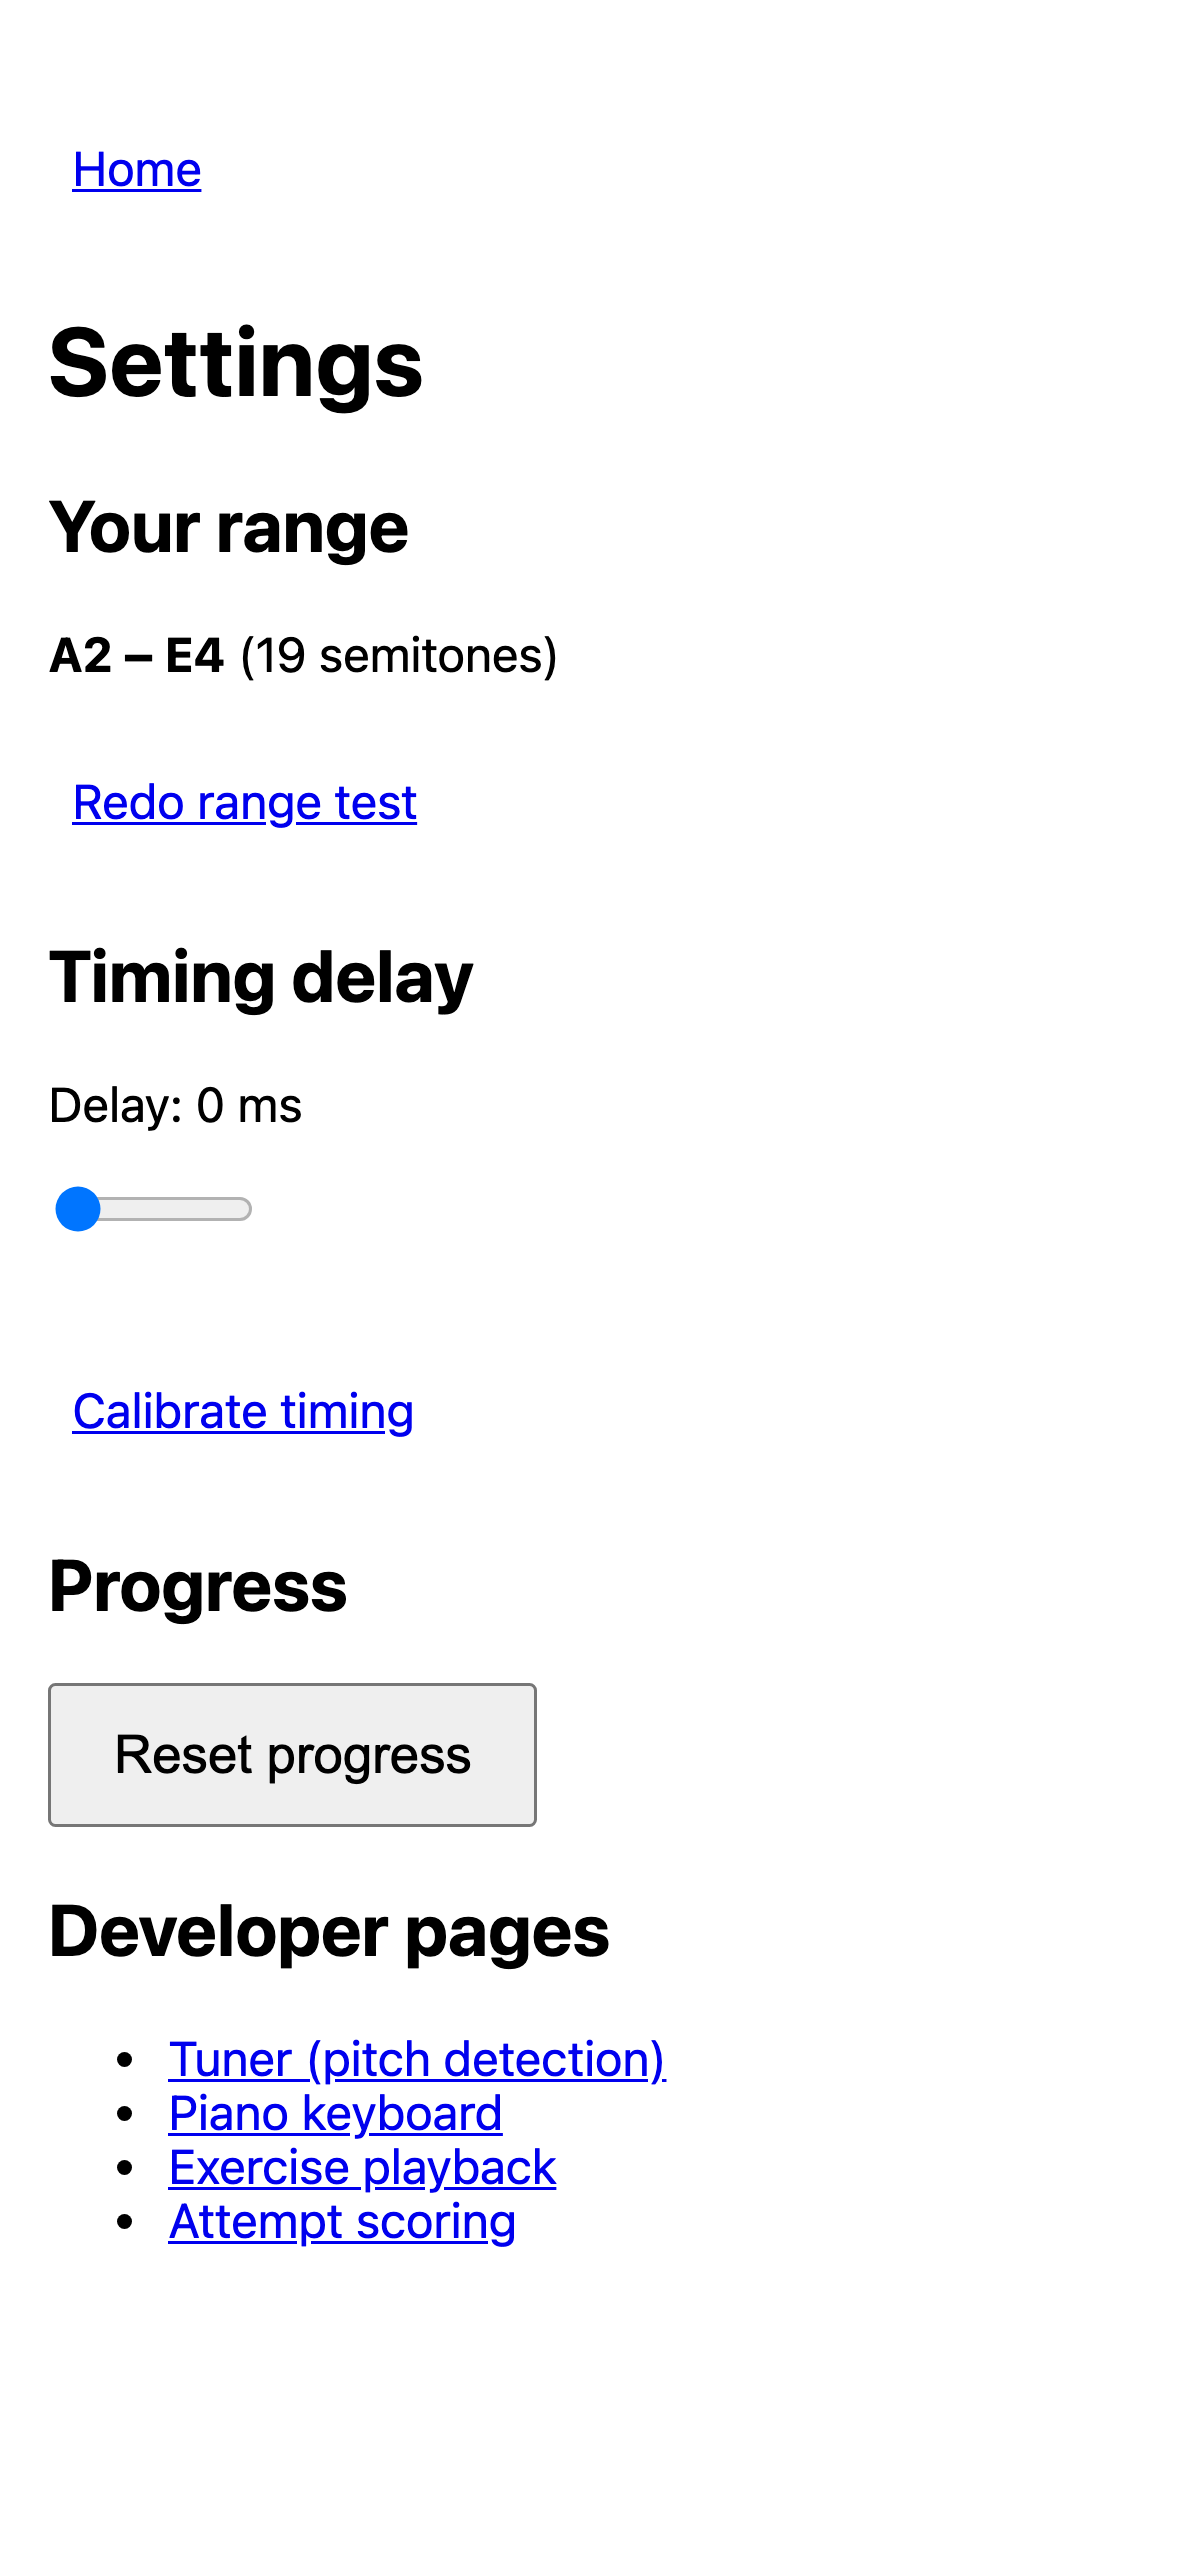 Home
Settings
Your range
A2 – E4 (19 semitones)
Redo range test
Timing delay
Delay: 0 ms
Calibrate timing
Progress
Reset progress
Developer pages
• Tuner (pitch detection)
• Piano keyboard
• Exercise playback
• Attempt scoring